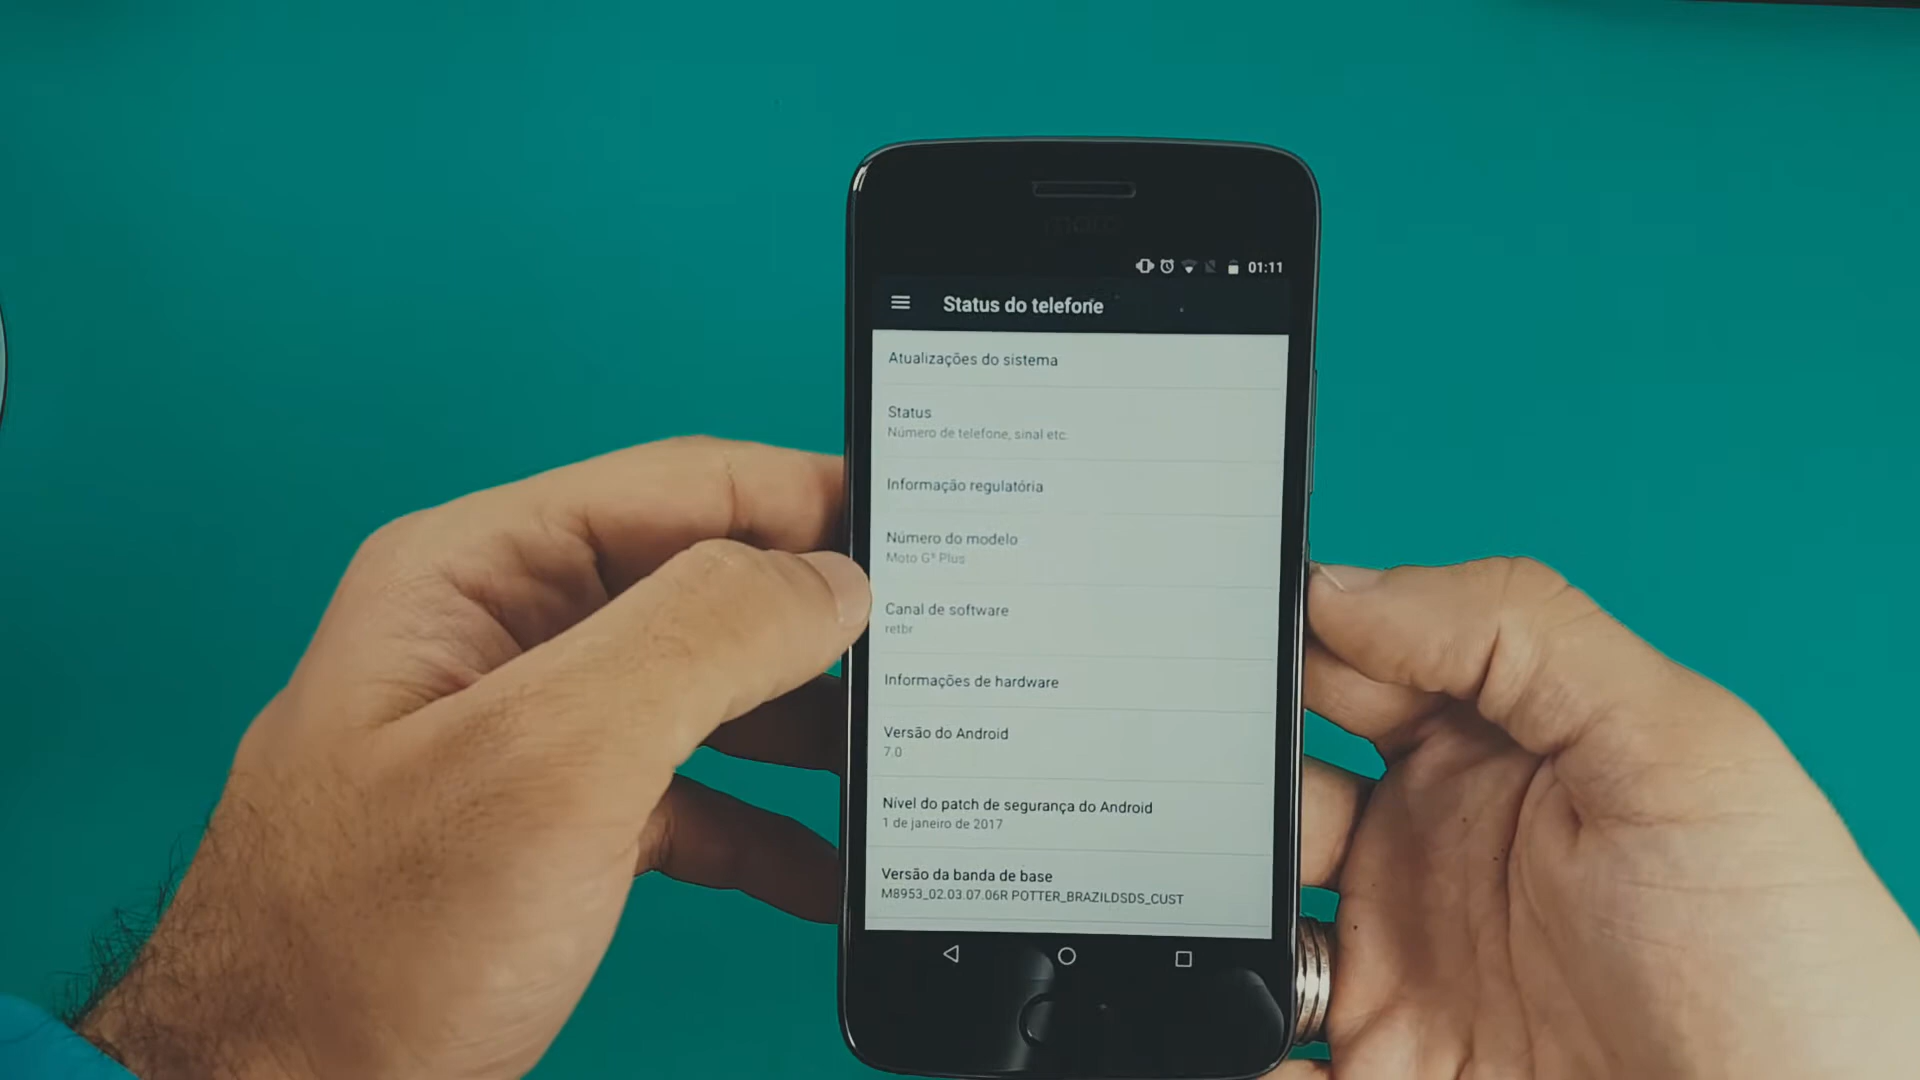 moto
01:11
Status do telefone
Atualizações do sistema
Status
Número de telefone, sinal etc.
Informação regulatória
Número do modelo
Moto G⁵ Plus
Canal de software
retbr
Informações de hardware
Versão do Android
7.0
Nível do patch de segurança do Android
1 de janeiro de 2017
Versão da banda de base
M8953_02.03.07.06R POTTER_BRAZILDSDS_CUST